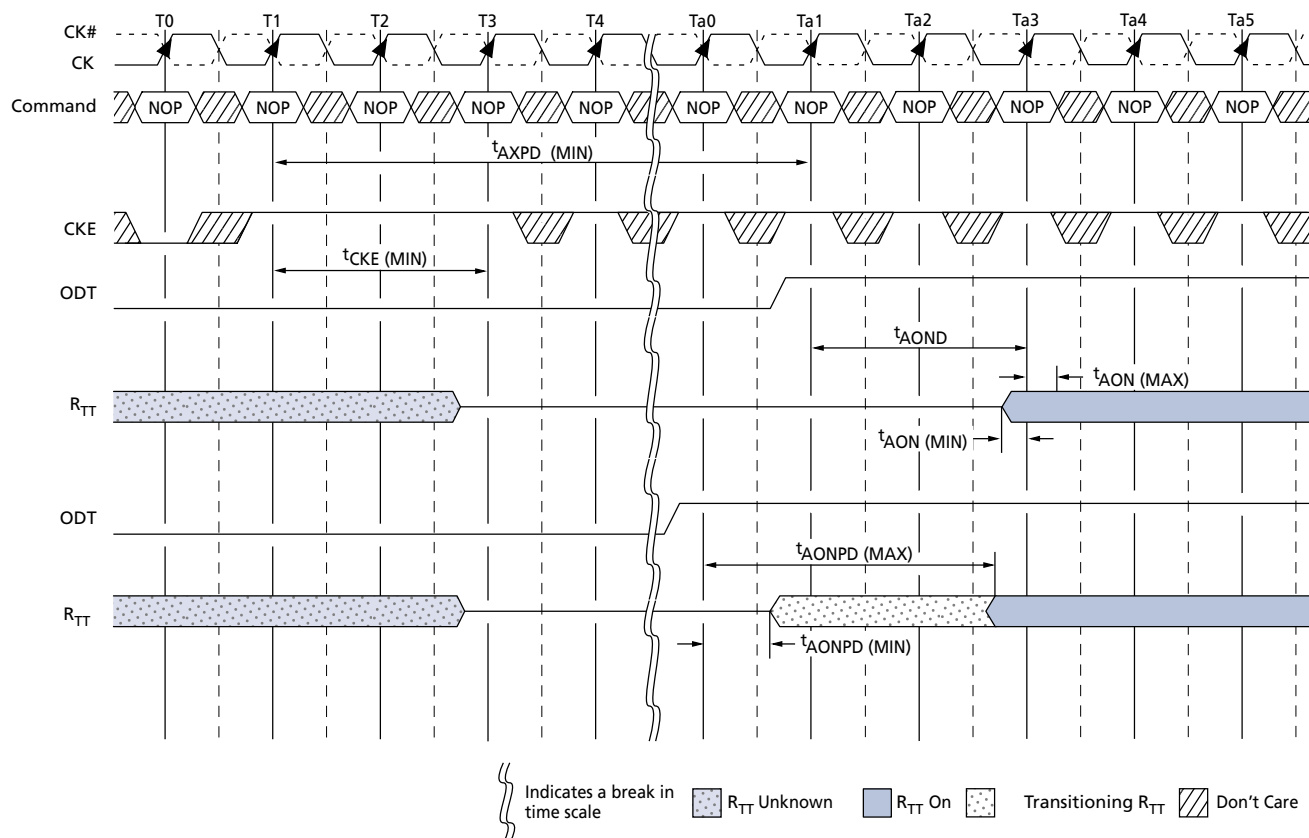 T0 T1 T2 T3 T4 Ta0 Ta1 Ta2 Ta3 Ta4 Ta5
CK#
CK
Command NOP NOP NOP NOP NOP NOP NOP NOP NOP NOP NOP
tAXPD (MIN)
CKE
tCKE (MIN)
ODT
tAOND
tAON (MAX)
RTT
tAON (MIN)
ODT
tAONPD (MAX)
RTT
tAONPD (MIN)
Indicates a break in
time scale
RTT Unknown RTT On Transitioning RTT Don't Care